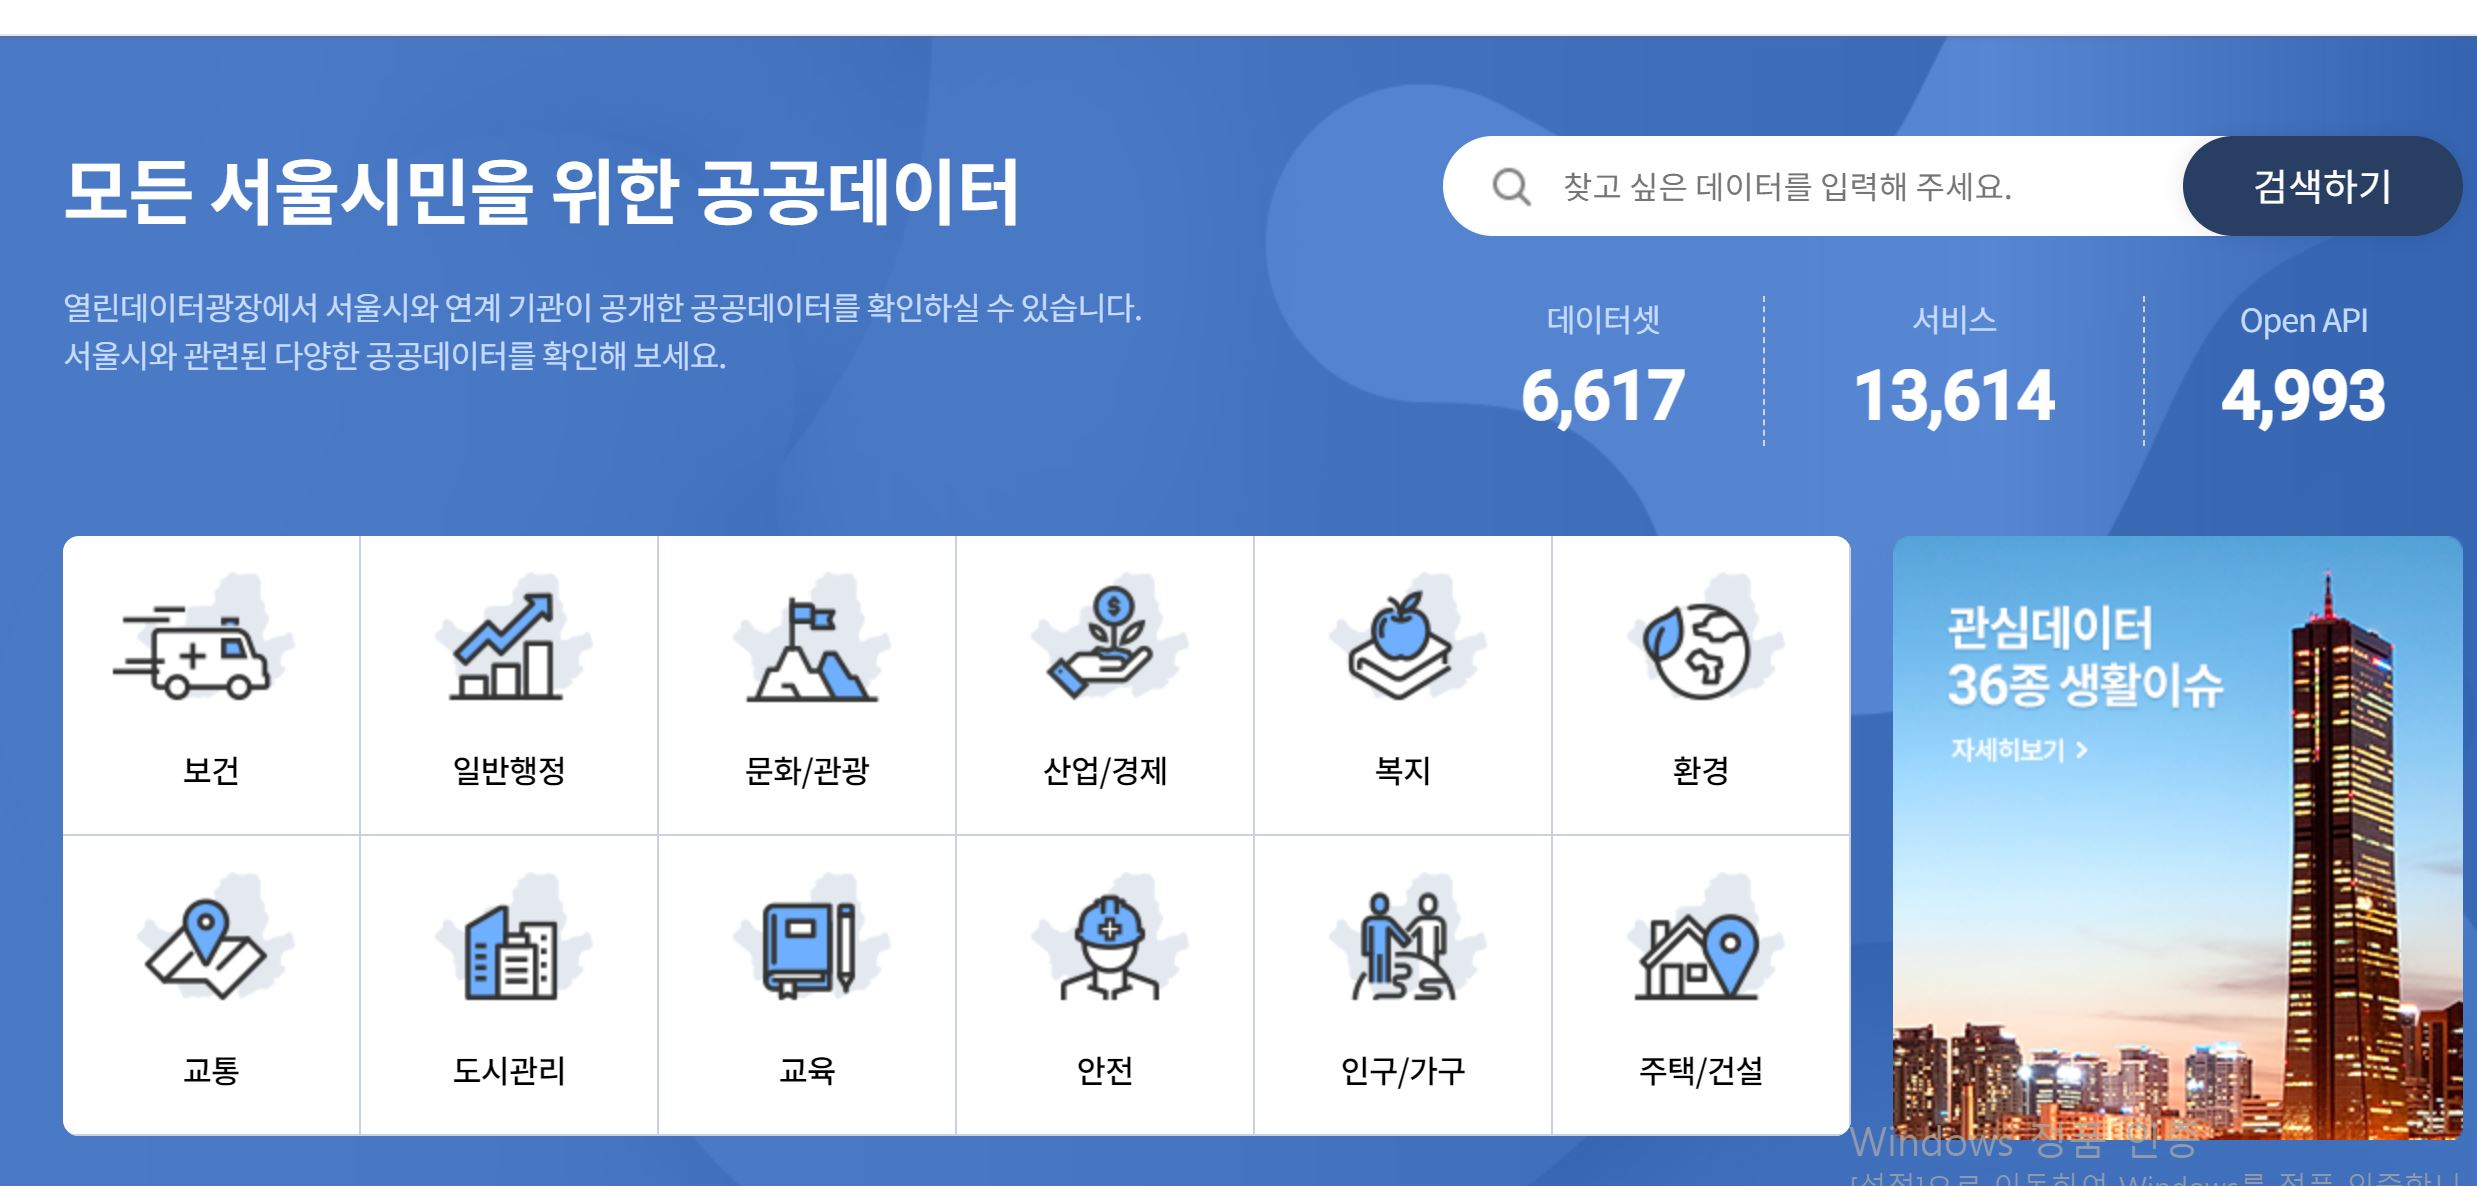 모든 서울시민을 위한 공공데이터
찾고 싶은 데이터를 입력해 주세요.
검색하기
열린데이터광장에서 서울시와 연계 기관이 공개한 공공데이터를 확인하실 수 있습니다.
서울시와 관련된 다양한 공공데이터를 확인해 보세요.
데이터셋
서비스
Open API
6,617
13,614
4,993
보건
일반행정
문화/관광
산업/경제
복지
환경
관심데이터
36종 생활이슈
자세히보기
교통
도시관리
교육
안전
인구/가구
주택/건설
Windows 정품 인증
[설정]으로 이동하여 Windows를 정품 인증합니